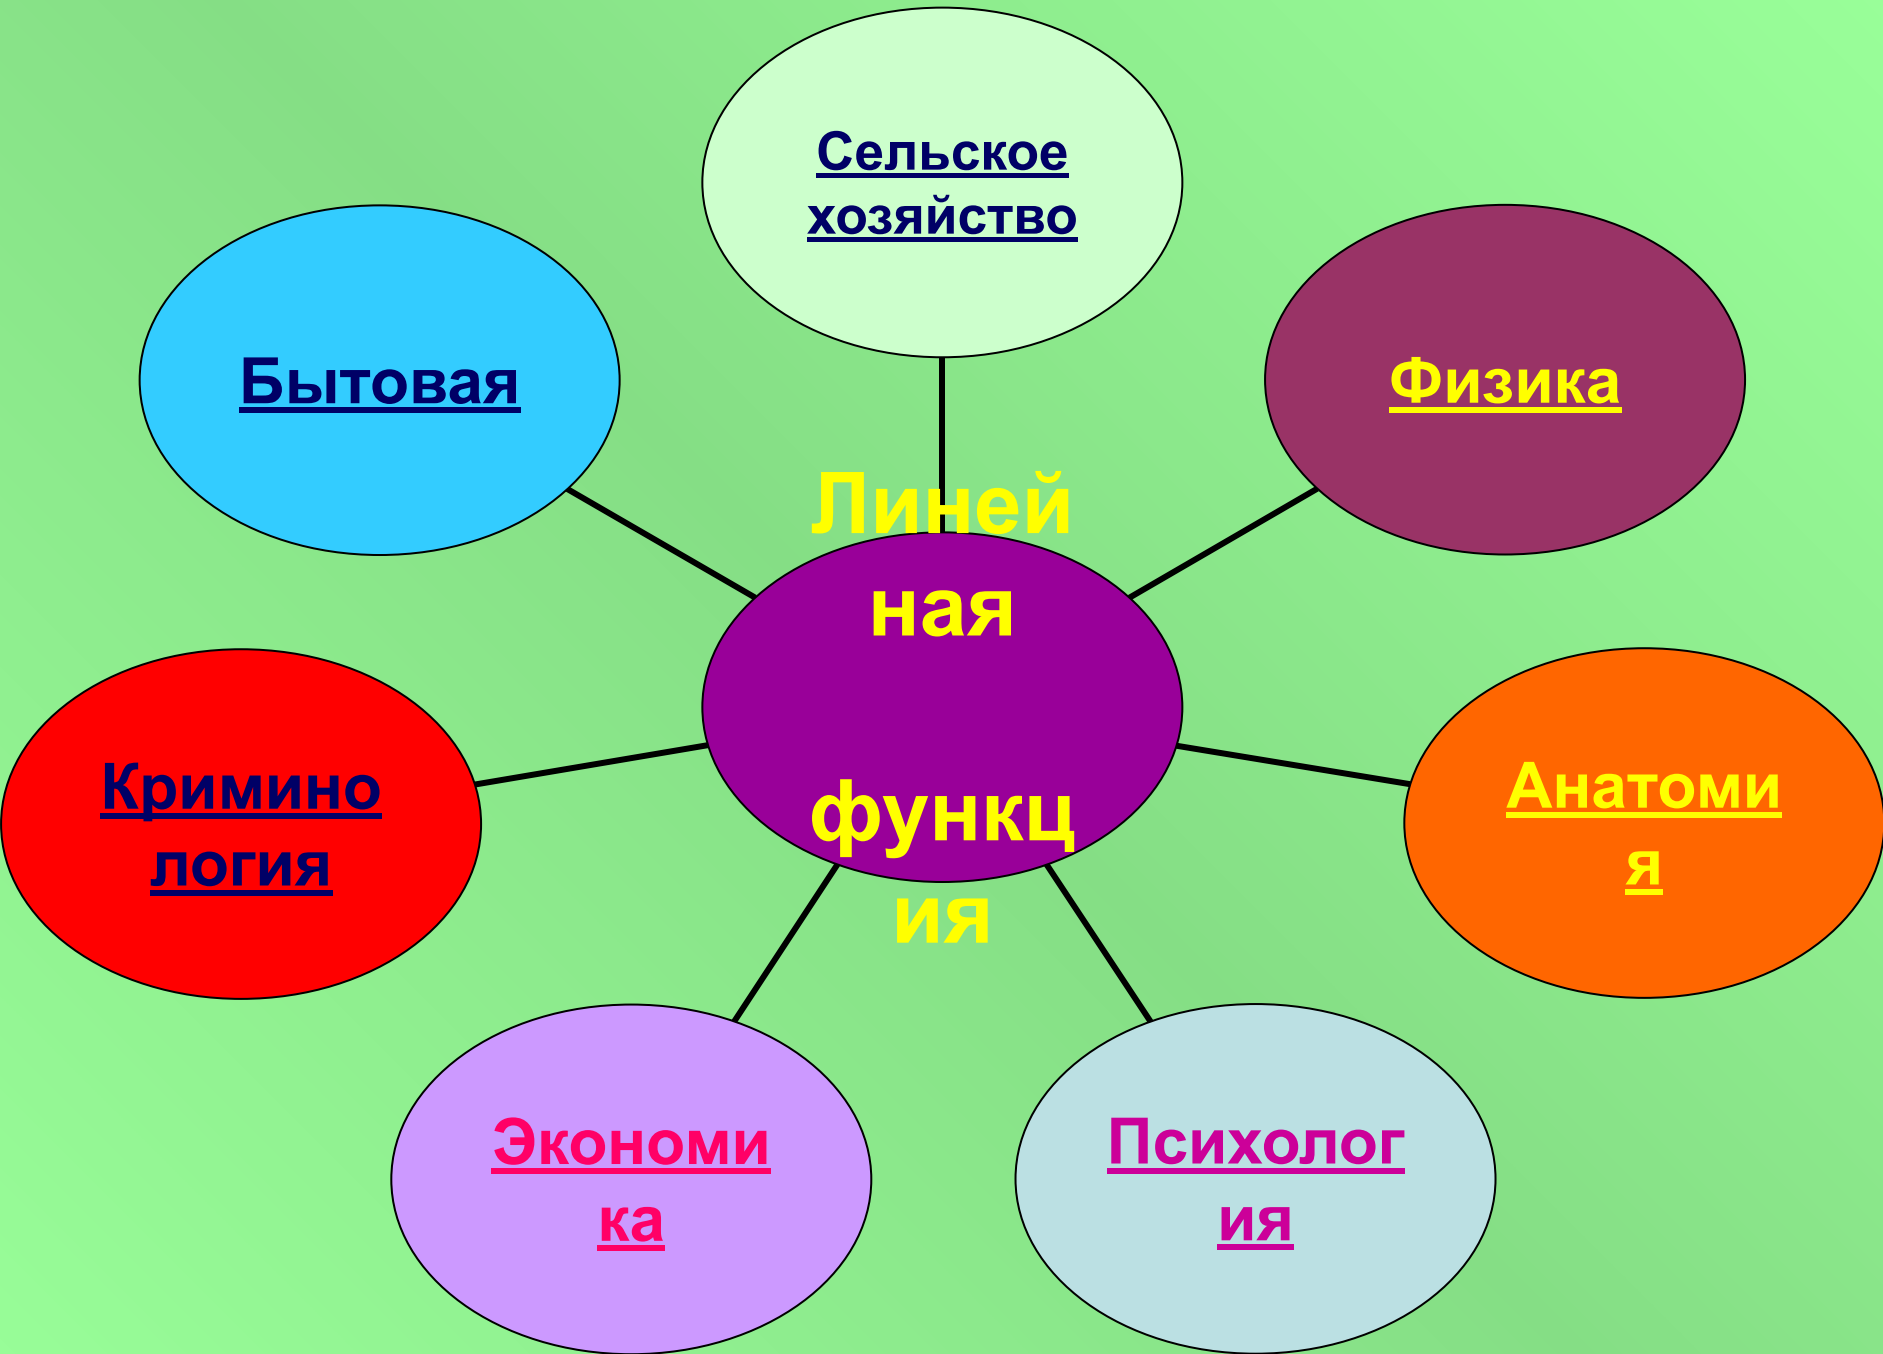 Сельское
хозяйство
Бытовая
Физика
Линей
ная
функц
ия
Кримино
логия
Анатоми
я
Экономи
ка
Психолог
ия